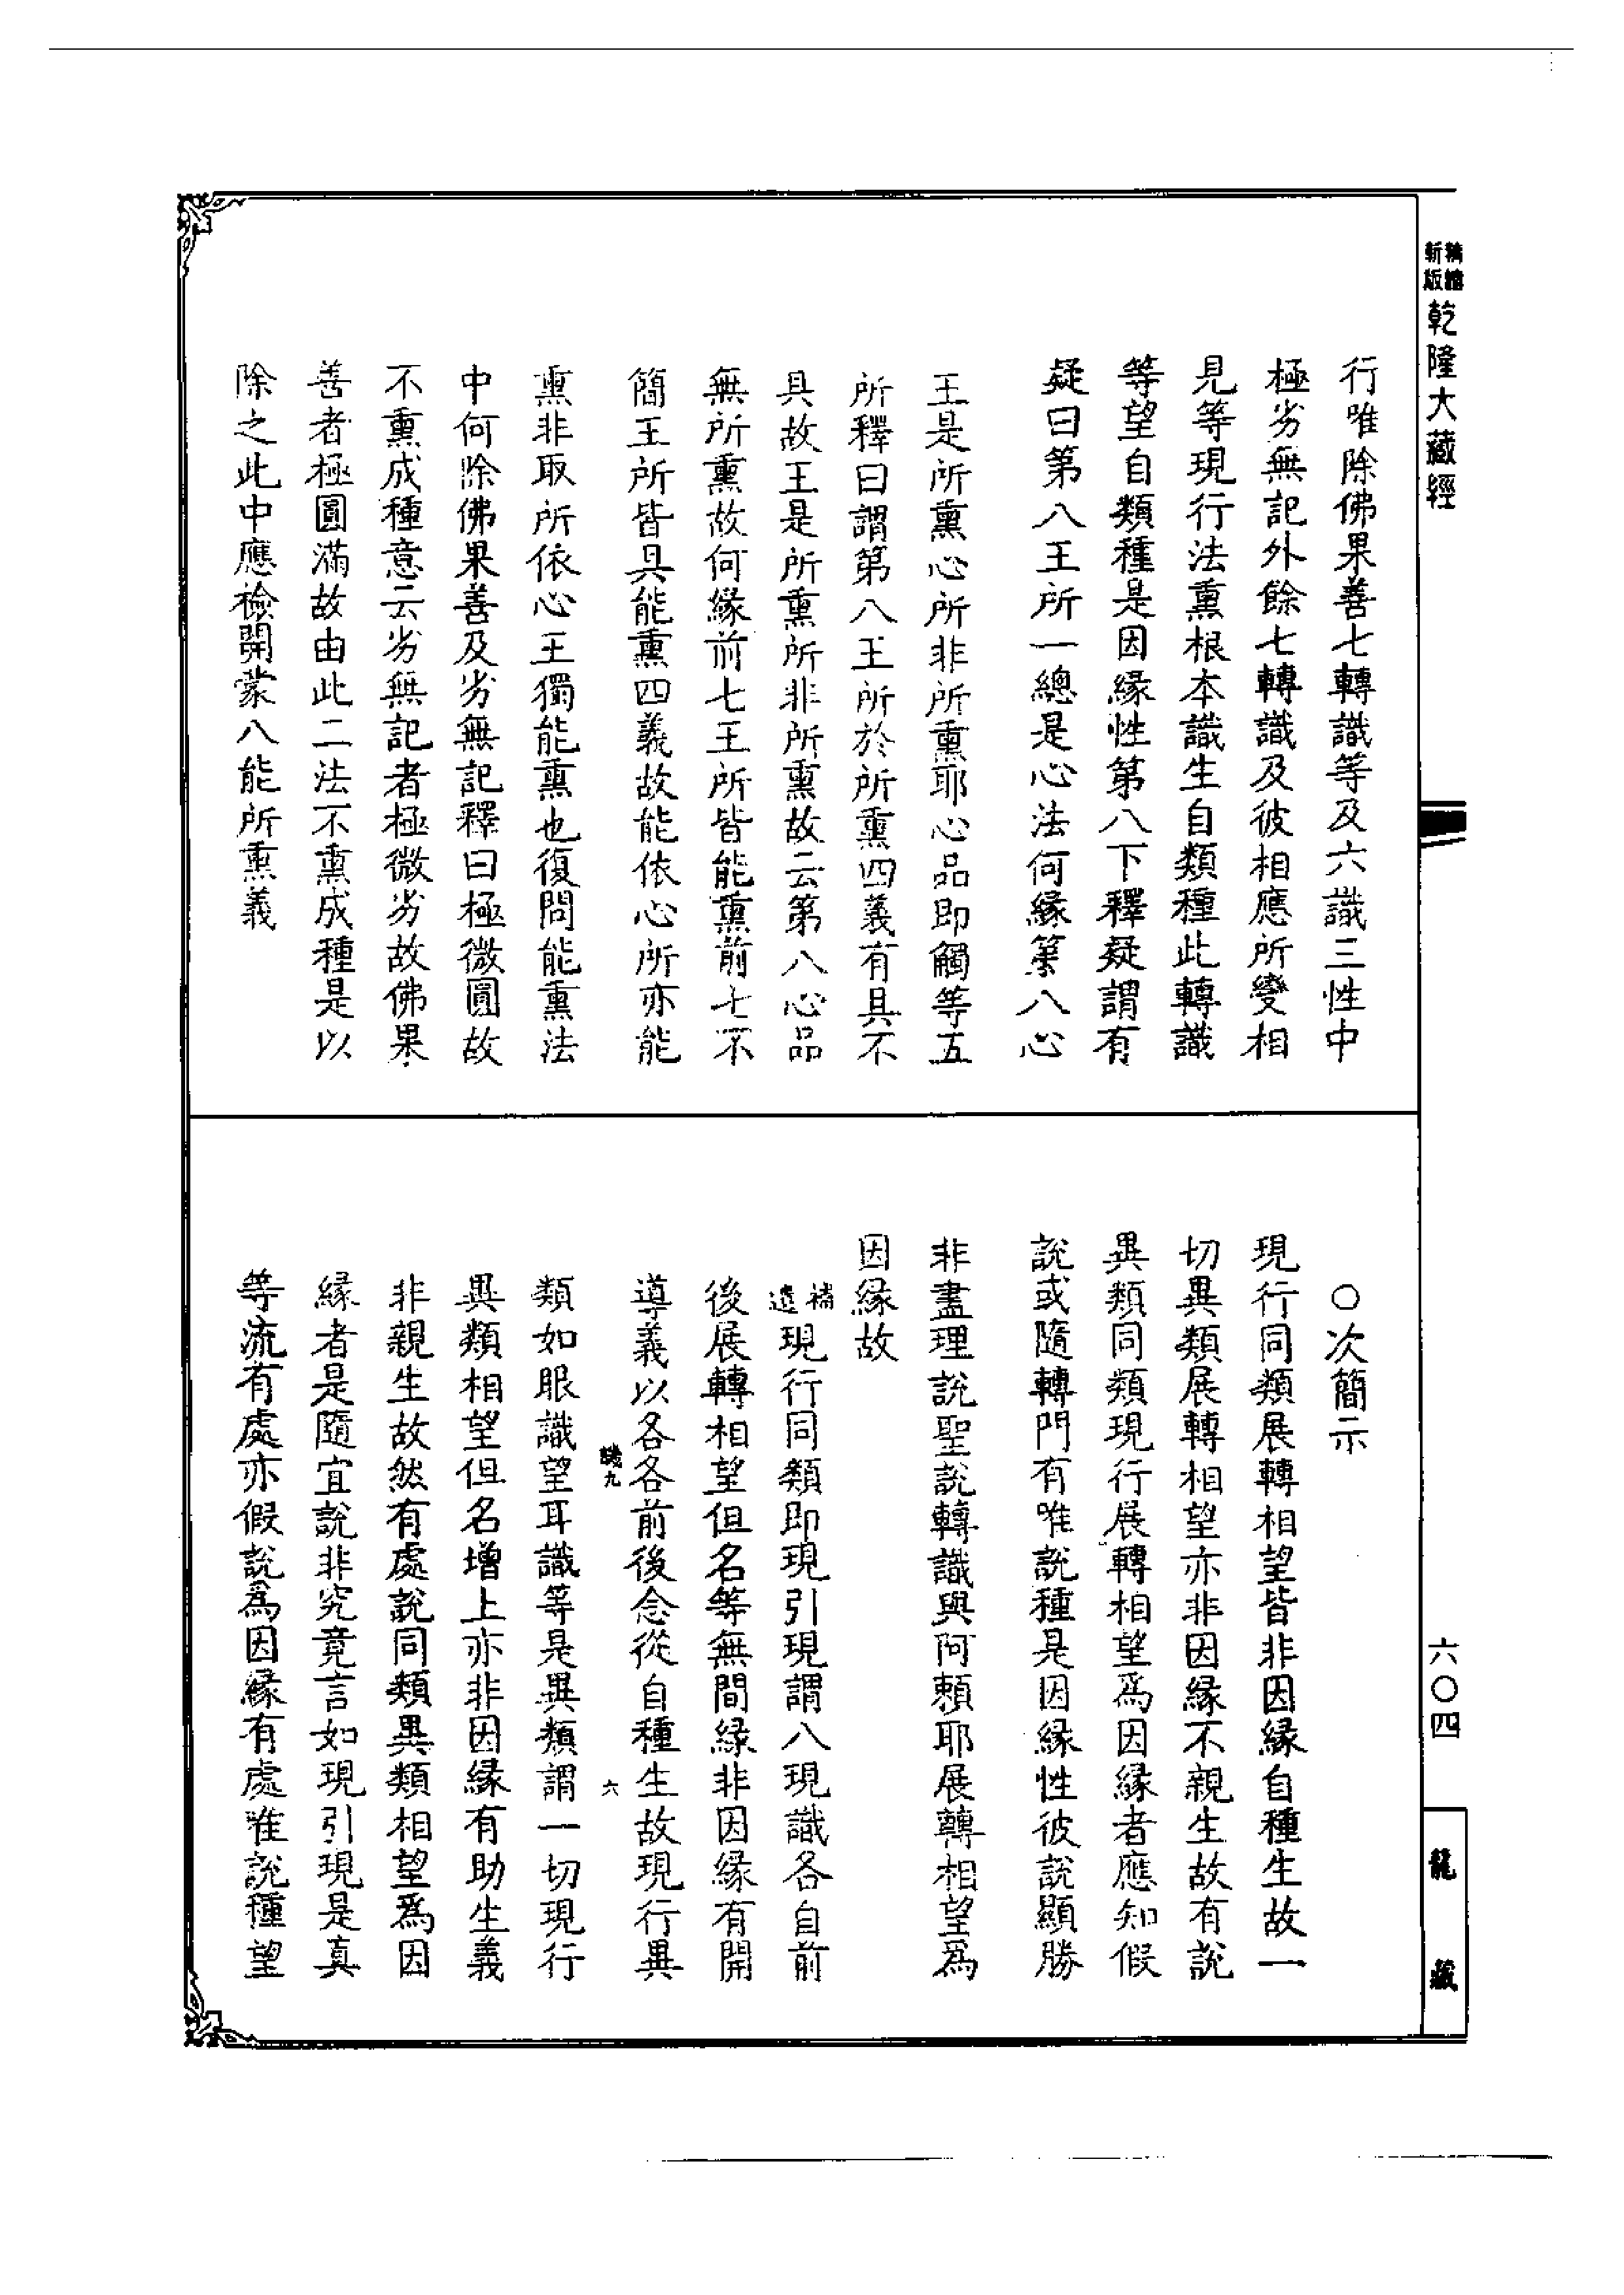 精縮新版乾隆大藏經
行唯除佛果善七轉識等及六識三性中
極劣無記外餘七轉識及彼相應所變相
見等現行法熏根本識生自類種此轉識
等望自類種是因緣性第八下釋疑謂有
疑曰第八王所一總是心法何緣第八心
王是所熏心所非所熏耶心品即觸等五
所釋曰謂第八王所於所熏四義有具不
具故王是所熏所非所熏故云第八心品
無所熏故何緣前七王所皆能熏前七不
簡王所皆具能熏四義故能依心所亦能
熏非取所依心王獨能熏也復問能熏法
中何除佛果善及劣無記釋曰極微圓故
不熏成種意云劣無記者極微劣故佛果
善者極圓滿故由此二法不熏成種是以
除之此中應檢開蒙八能所熏義
○次簡示
現行同類展轉相望皆非因緣自種生故一
切異類展轉相望亦非因緣不親生故有說
異類同類現行展轉相望為因緣者應知假
說或隨轉門有唯說種是因緣性彼說顯勝
非盡理說聖說轉識與阿賴耶展轉相望為
因緣故
補遺現行同類即現引現謂八現識各自前
後展轉相望但名等無間緣非因緣有開
導義以各各前後念從自種生故現行異
譏九
六
類如眼識望耳識等是異類謂一切現行
異類相望但名增上亦非因緣有助生義
非親生故然有處說同類異類相望為因
緣者是隨宜說非究竟言如現引現是真
等流有處亦假說為因緣有處唯說種望
六〇四
龍藏